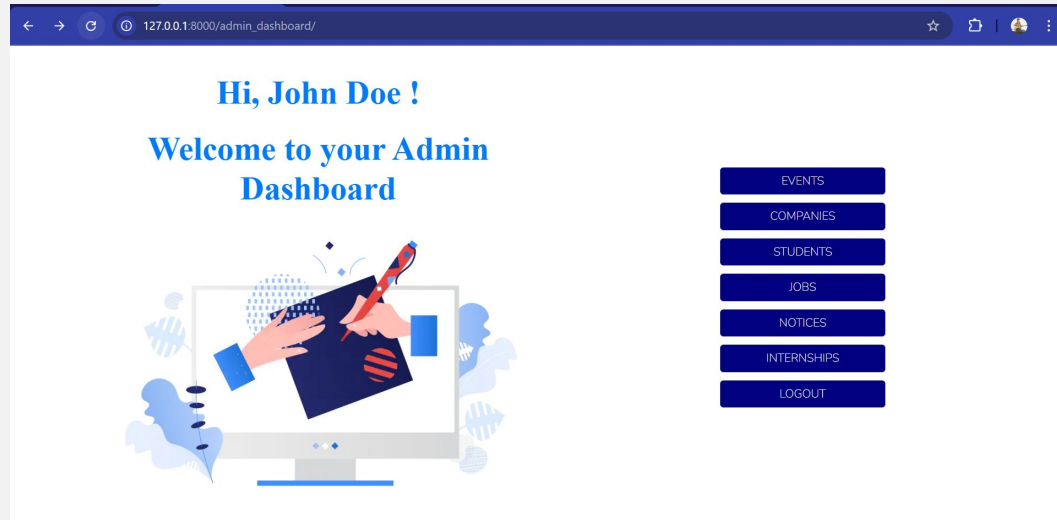 127.0.0.1:8000/admin_dashboard/
Hi, John Doe !
Welcome to your Admin
Dashboard
EVENTS
COMPANIES
STUDENTS
JOBS
NOTICES
INTERNSHIPS
LOGOUT